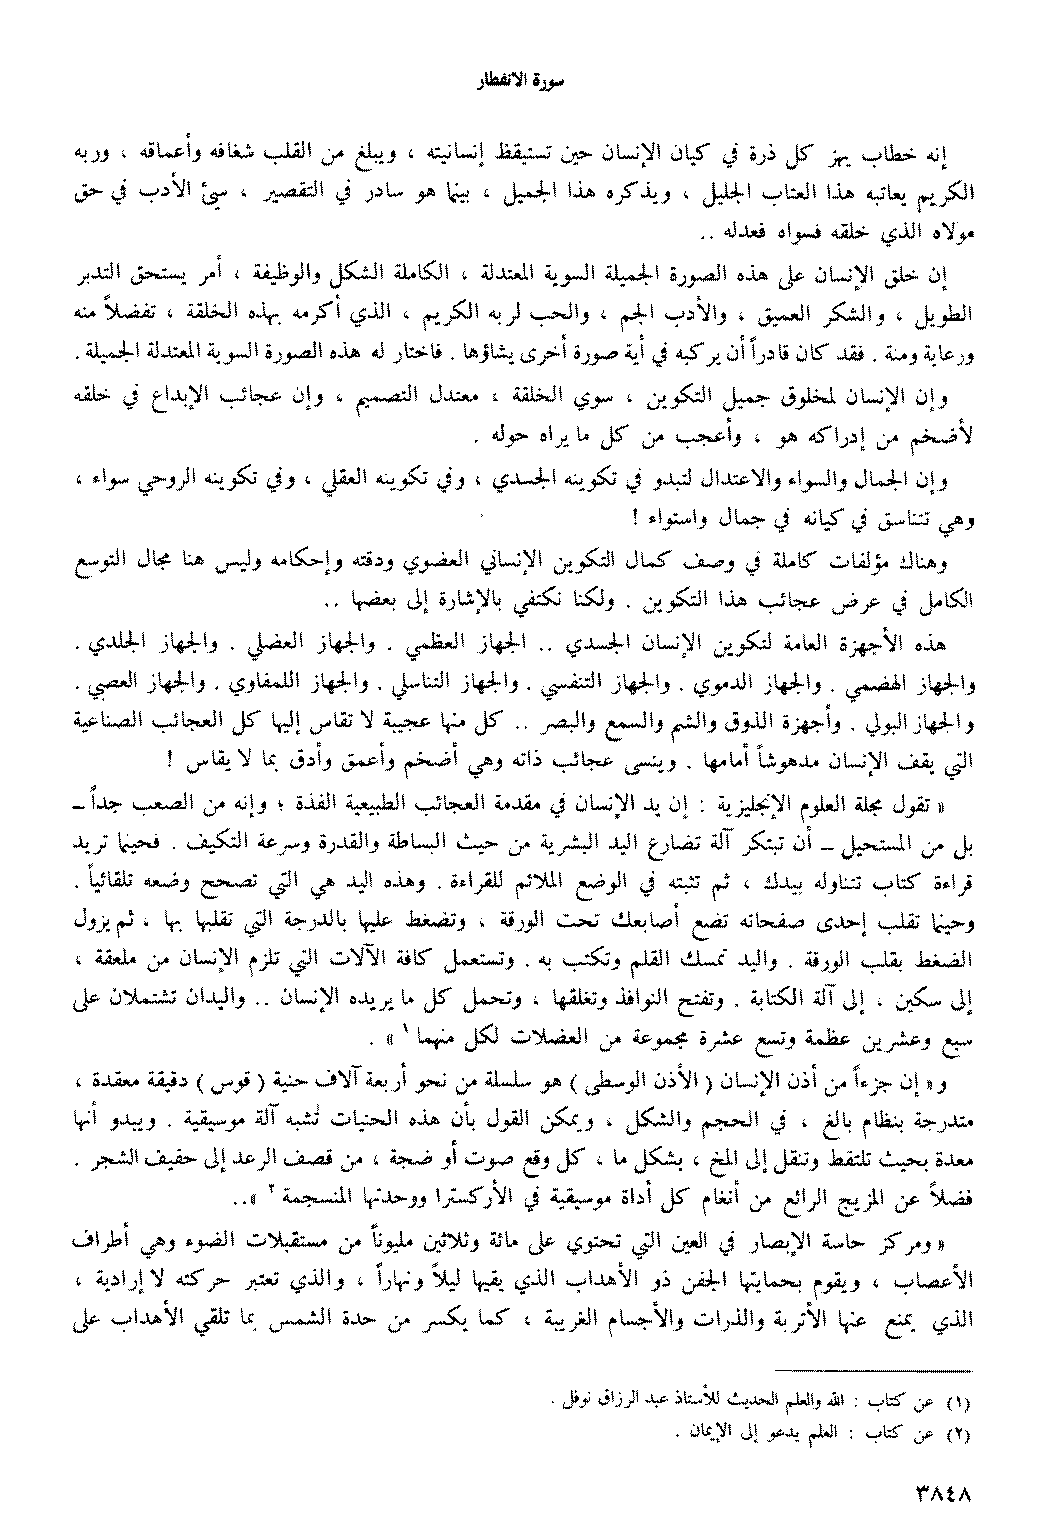 سورة الانفطار
إنه خطاب يهز كل ذرة في كيان الإنسان حين تستيقظ إنسانيته ، ويبلغ من القلب شغافه وأعماقه ، وربه
الكريم يعاتبه هذا العتاب الجليل ، ويذكره هذا الجميل ، بينما هو سادر في التقصير ، سيئ الأدب في حق
مولاه الذي خلقه فسواه فعدله ..
إن خلق الإنسان على هذه الصورة الجميلة السوية المعتدلة ، الكاملة الشكل والوظيفة ، أمر يستحق التدبر
الطويل ، والشكر العميق ، والأدب الجم ، والحب لربه الكريم ، الذي أكرمه بهذه الخلقة ، تفضلاً منه
ورعاية ومنة . فقد كان قادراً أن يركبه في أية صورة أخرى يشاؤها . فاختار له هذه الصورة السوية المعتدلة الجميلة .
وإن الإنسان لمخلوق جميل التكوين ، سوي الخلقة ، معتدل التصميم ، وإن عجائب الإبداع في خلقه
لأضخم من إدراكه هو ، وأعجب من كل ما يراه حوله .
وإن الجمال والسواء والاعتدال لتبدو في تكوينه الجسدي ، وفي تكوينه العقلي ، وفي تكوينه الروحي سواء ،
وهي تتناسق في كيانه في جمال واستواء !
وهناك مؤلفات كاملة في وصف كمال التكوين الإنساني العضوي ودقته وإحكامه وليس هنا مجال التوسع
الكامل في عرض عجائب هذا التكوين . ولكنا نكتفي بالإشارة إلى بعضها ..
هذه الأجهزة العامة لتكوين الإنسان الجسدي .. الجهاز العظمي . والجهاز العضلي . والجهاز الجلدي .
والجهاز الهضمي . والجهاز الدموي . والجهاز التنفسي . والجهاز التناسلي . والجهاز اللمفاوي . والجهاز العصبي .
والجهاز البولي . وأجهزة الذوق والشم والسمع والبصر .. كل منها عجيبة لا تقاس إليها كل العجائب الصناعية
التي يقف الإنسان مدهوشاً أمامها . وينسى عجائب ذاته وهي أضخم وأعمق وأدق بما لا يقاس !
« تقول مجلة العلوم الإنجليزية : إن يد الإنسان في مقدمة العجائب الطبيعية الفذة ؛ وإنه من الصعب جداً ـ
بل من المستحيل ـ أن تبتكر آلة تضارع اليد البشرية من حيث البساطة والقدرة وسرعة التكيف . فحينما تريد
قراءة كتاب تتناوله بيدك ، ثم تثبته في الوضع الملائم للقراءة . وهذه اليد هي التي تصحح وضعه تلقائياً .
وحينما تقلب إحدى صفحاته تضع أصابعك تحت الورقة ، وتضغط عليها بالدرجة التي تقلبها بها ، ثم يزول
الضغط بقلب الورقة . واليد تمسك القلم وتكتب به . وتستعمل كافة الآلات التي تلزم الإنسان من ملعقة ،
إلى سكين ، إلى آلة الكتابة . وتفتح النوافذ وتغلقها ، وتحمل كل ما يريده الإنسان .. واليدان تشتملان على
سبع وعشرين عظمة وتسع عشرة مجموعة من العضلات لكل منهما ١ » .
و« إن جزءاً من أذن الإنسان ( الأذن الوسطى ) هو سلسلة من نحو أربعة آلاف حنية ( قوس ) دقيقة معقدة ،
متدرجة بنظام بالغ ، في الحجم والشكل ، ويمكن القول بأن هذه الحنيات تُشبه آلة موسيقية . ويبدو أنها
معدة بحيث تلتقط وتنقل إلى المخ ، بشكل ما ، كل وقع صوت أو ضجة ، من قصف الرعد إلى حفيف الشجر .
فضلاً عن المزيج الرائع من أنغام كل أداة موسيقية في الأركسترا ووحدتها المنسجمة ٢ »..
« ومركز حاسة الإبصار في العين التي تحتوي على مائة وثلاثين مليوناً من مستقبلات الضوء وهي أطراف
الأعصاب ، ويقوم بحمايتها الجفن ذو الأهداب الذي يقيها ليلاً ونهاراً ، والذي تعتبر حركته لا إرادية ،
الذي يمنع عنها الأتربة والذرات والأجسام الغريبة ، كما يكسر من حدة الشمس بما تلقي الأهداب على
(١) عن كتاب : الله والعلم الحديث للأستاذ عبد الرزاق نوفل .
(٢) عن كتاب : العلم يدعو إلى الإيمان .
٣٨٤٨